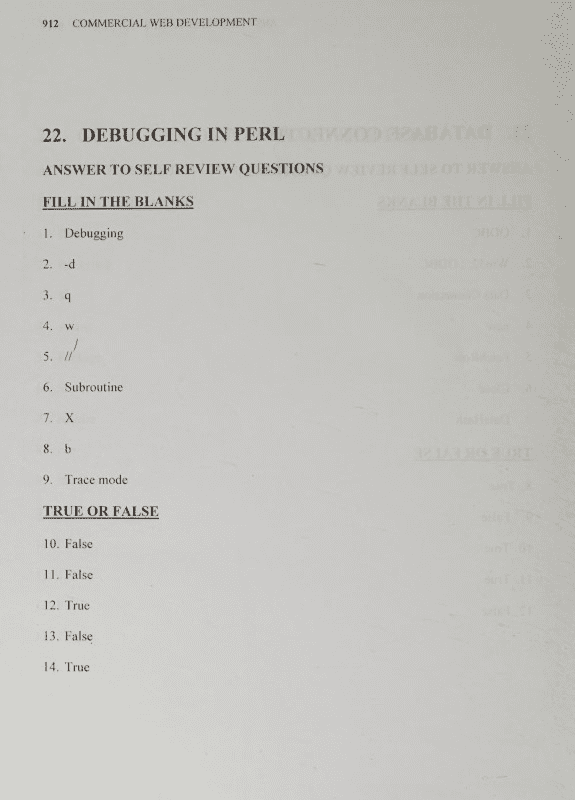 912 COMMERCIAL WEB DEVELOPMENT
22. DEBUGGING IN PERL
ANSWER TO SELF REVIEW QUESTIONS
FILL IN THE BLANKS
1. Debugging
2. -d
3. q
4. w
5. //
6. Subroutine
7. X
8. b
9. Trace mode
TRUE OR FALSE
10. False
11. False
12. True
13. False
14. True